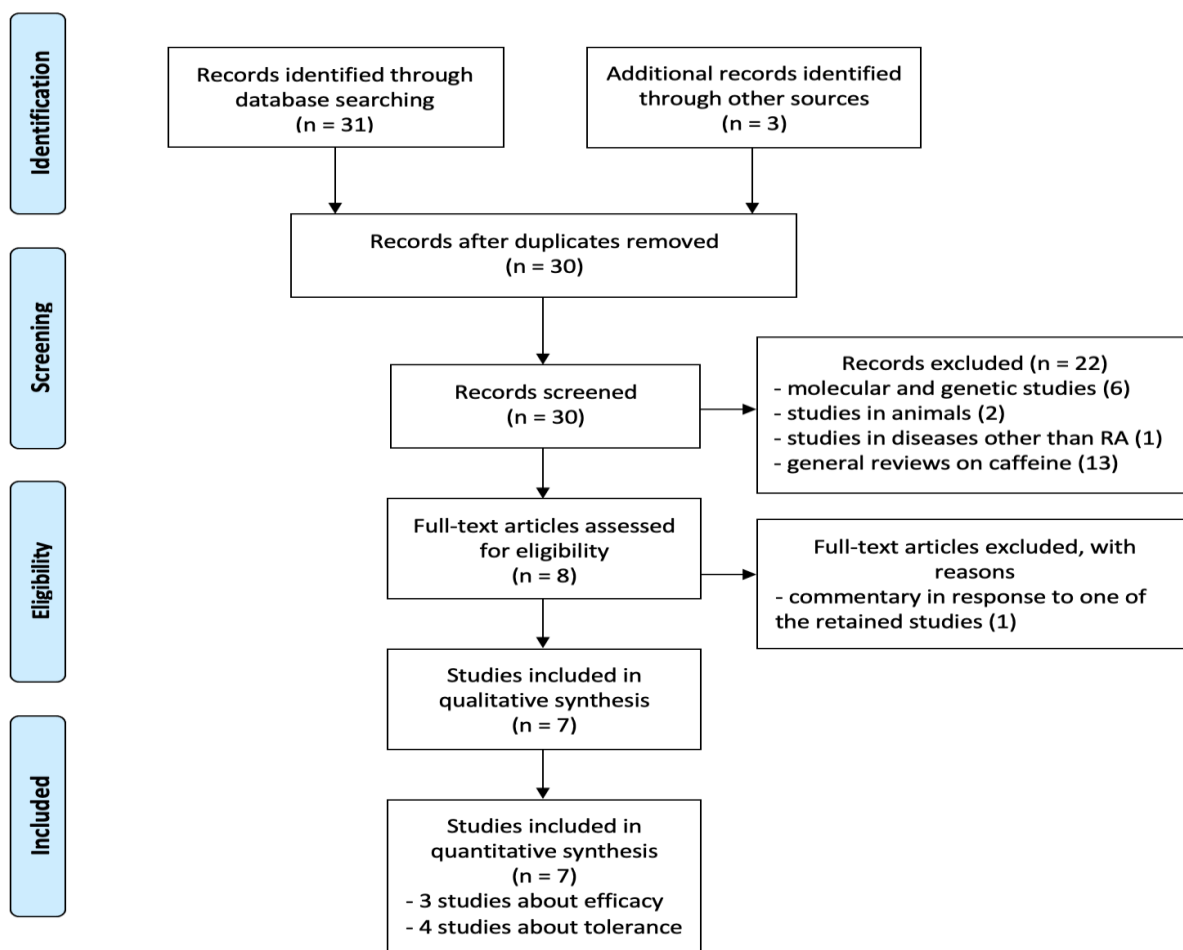 Identification
Records identified through
database searching
(n = 31)
Additional records identified
through other sources
(n = 3)
Records after duplicates removed
(n = 30)
Screening
Records screened
(n = 30)
Records excluded (n = 22)
- molecular and genetic studies (6)
- studies in animals (2)
- studies in diseases other than RA (1)
- general reviews on caffeine (13)
Eligibility
Full-text articles assessed
for eligibility
(n = 8)
Full-text articles excluded, with
reasons
- commentary in response to one of
the retained studies (1)
Studies included in
qualitative synthesis
(n = 7)
Included
Studies included in
quantitative synthesis
(n = 7)
- 3 studies about efficacy
- 4 studies about tolerance